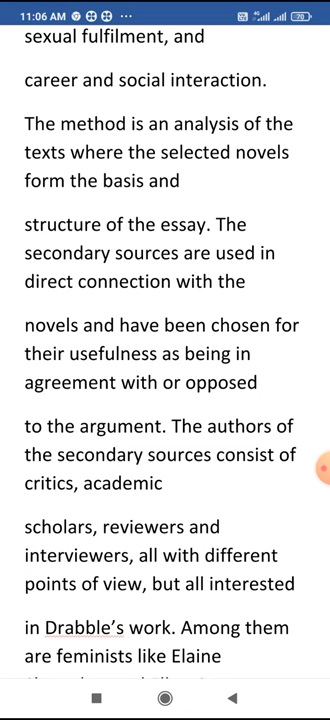 11:06 AM
70
sexual fulfilment, and
career and social interaction.
The method is an analysis of the
texts where the selected novels
form the basis and
structure of the essay. The
secondary sources are used in
direct connection with the
novels and have been chosen for
their usefulness as being in
agreement with or opposed
to the argument. The authors of
the secondary sources consist of
critics, academic
scholars, reviewers and
interviewers, all with different
points of view, but all interested
in Drabble’s work. Among them
are feminists like Elaine